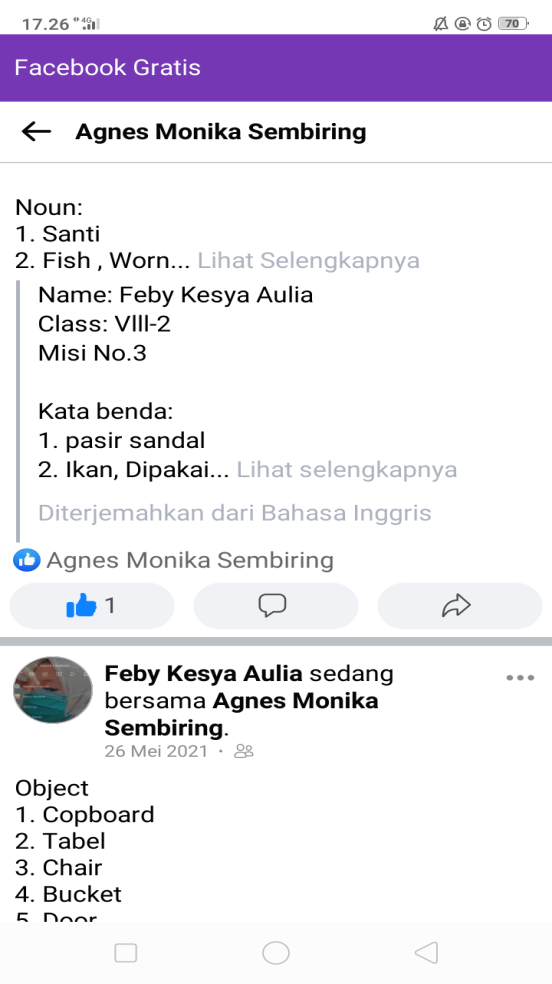 17.26 4G 70
Facebook Gratis
Agnes Monika Sembiring
Noun:
1. Santi
2. Fish , Worn... Lihat Selengkapnya
Name: Feby Kesya Aulia
Class: Vlll-2
Misi No.3
Kata benda:
1. pasir sandal
2. Ikan, Dipakai... Lihat selengkapnya
Diterjemahkan dari Bahasa Inggris
Agnes Monika Sembiring
1
Feby Kesya Aulia sedang
bersama Agnes Monika
Sembiring.
26 Mei 2021 ·
Object
1. Copboard
2. Tabel
3. Chair
4. Bucket
5. Door